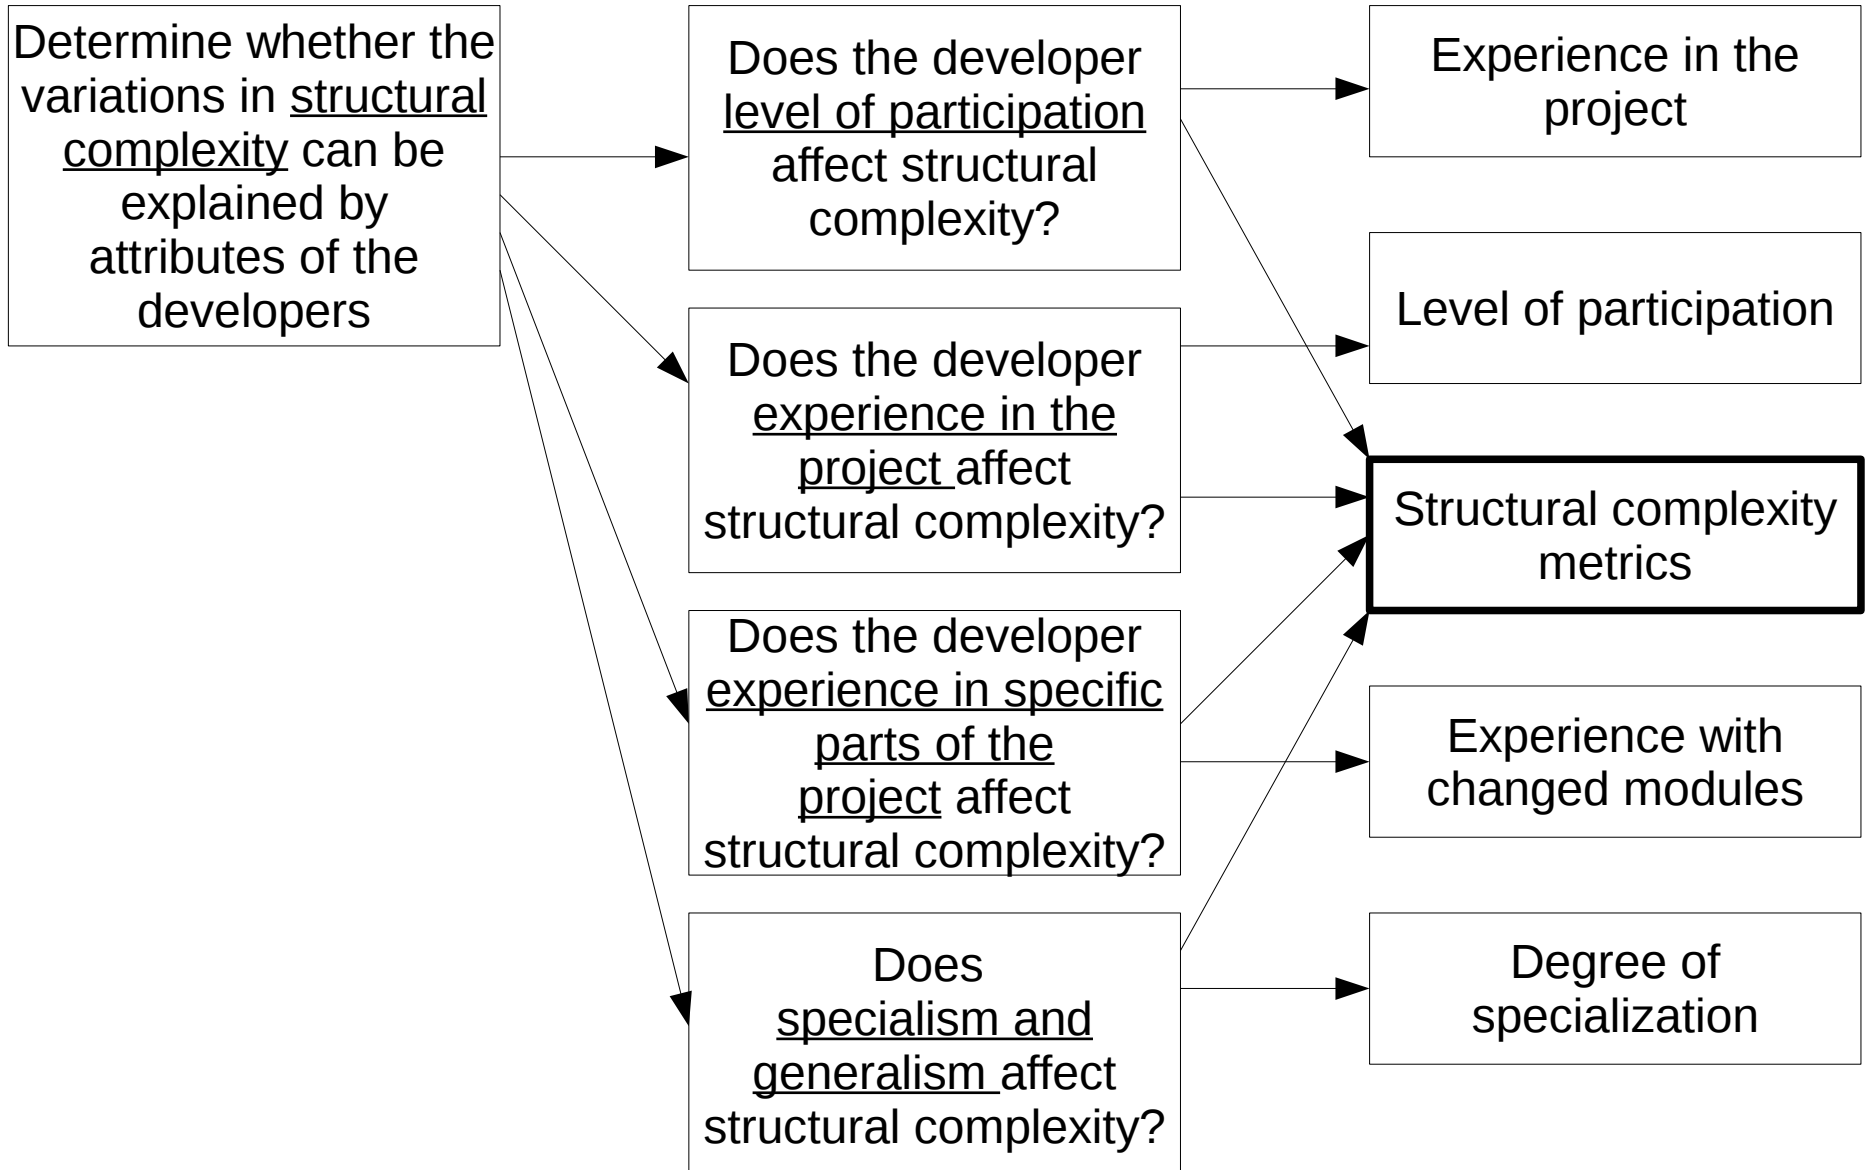 Determine whether the
variations in structural
complexity can be
explained by
attributes of the
developers
Does the developer
level of participation
affect structural
complexity?
Does the developer
experience in the
project affect
structural complexity?
Does the developer
experience in specific
parts of the
project affect
structural complexity?
Does
specialism and
generalism affect
structural complexity?
Experience in the
project
Level of participation
Structural complexity
metrics
Experience with
changed modules
Degree of
specialization